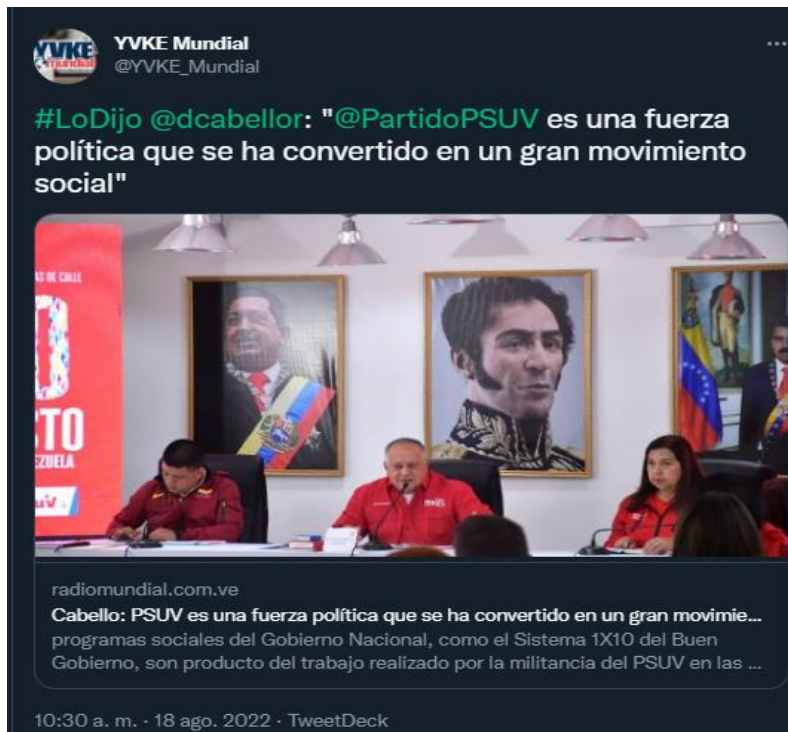 YVKE Mundial
@YVKE_Mundial
#LoDijo @dcabellor: "@PartidoPSUV es una fuerza
política que se ha convertido en un gran movimiento
social"
AS DE CALLE
radiomundial.com.ve
Cabello: PSUV es una fuerza política que se ha convertido en un gran movimie...
programas sociales del Gobierno Nacional, como el Sistema 1X10 del Buen
Gobierno, son producto del trabajo realizado por la militancia del PSUV en las ...
10:30 a. m. · 18 ago. 2022 · TweetDeck